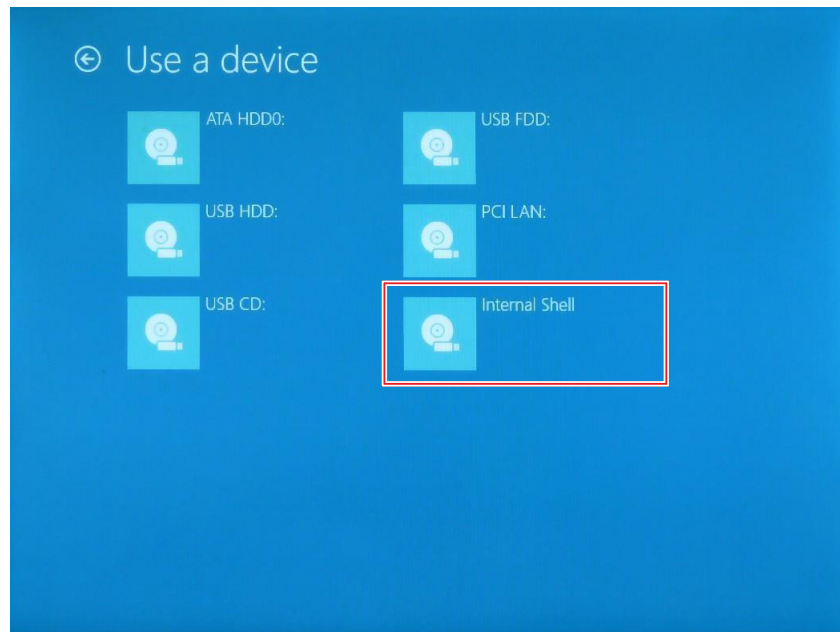 Use a device
ATA HDD0:
USB FDD:
USB HDD:
PCI LAN:
USB CD:
Internal Shell